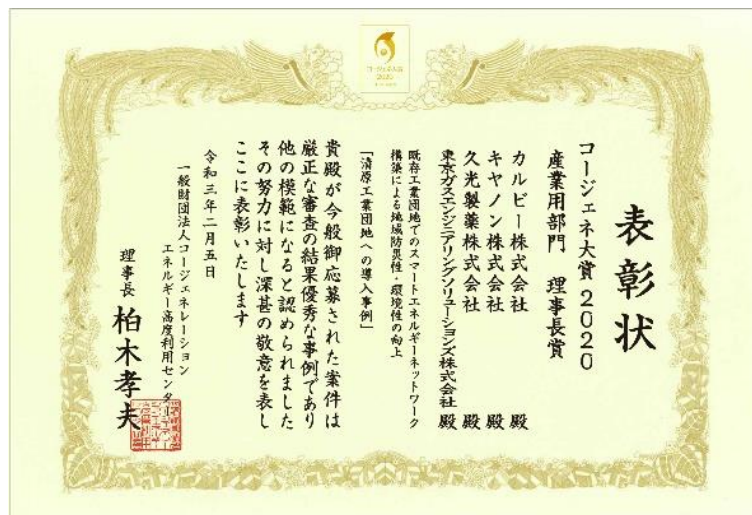 コージェネ大賞
2020
表彰状
コージェネ大賞2020
産業用部門 理事長賞
カルビー株式会社 殿
キヤノン株式会社 殿
久光製薬株式会社 殿
東京ガスエンジニアリングソリューションズ株式会社 殿
既存工業団地でのスマートエネルギーネットワーク
構築による地域防災性・環境性の向上
「清原工業団地への導入事例」
貴殿が今般御応募された案件は
厳正な審査の結果優秀な事例であり
他の模範になると認められました
その努力に対し深甚の敬意を表し
ここに表彰いたします
令和三年二月五日
一般財団法人コージェネレーション
エネルギー高度利用センター
理事長 柏木孝夫